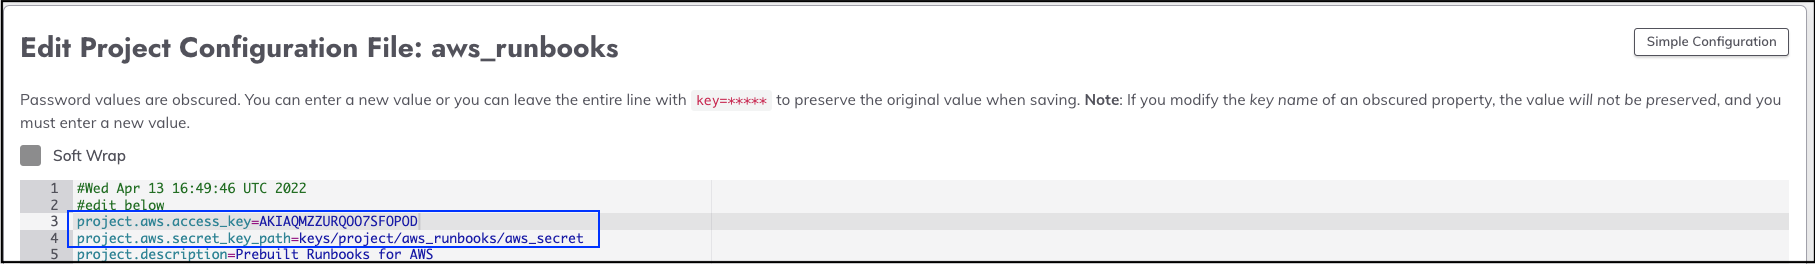 Edit Project Configuration File: aws_runbooks
Simple Configuration
Password values are obscured. You can enter a new value or you can leave the entire line with key=***** to preserve the original value when saving. Note: If you modify the key name of an obscured property, the value will not be preserved, and you
must enter a new value.
Soft Wrap
1 #Wed Apr 13 16:49:46 UTC 2022
2 #edit below
3 project.aws.access_key=AKIAQMZZURQOO7SFOPOD
4 project.aws.secret_key_path=keys/project/aws_runbooks/aws_secret
5 project.description=Prebuilt Runbooks for AWS